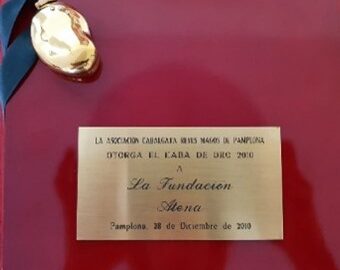 LA ASOCIACION CABALGATA REYES MAGOS DE PAMPLONA
OTORGA EL HABA DE ORO 2010
A
La Fundacion
Atena
Pamplona, 28 de Diciembre de 2010